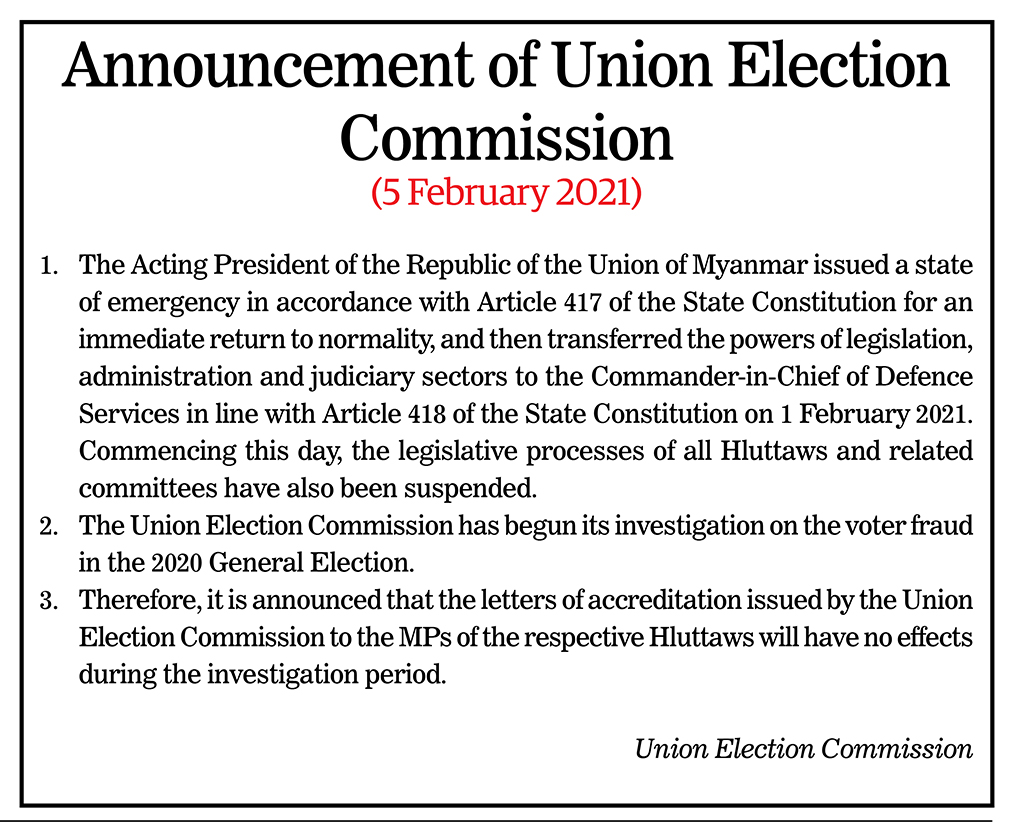 Announcement of Union Election
Commission
(5 February 2021)
1. The Acting President of the Republic of the Union of Myanmar issued a state
of emergency in accordance with Article 417 of the State Constitution for an
immediate return to normality, and then transferred the powers of legislation,
administration and judiciary sectors to the Commander-in-Chief of Defence
Services in line with Article 418 of the State Constitution on 1 February 2021.
Commencing this day, the legislative processes of all Hluttaws and related
committees have also been suspended.
2. The Union Election Commission has begun its investigation on the voter fraud
in the 2020 General Election.
3. Therefore, it is announced that the letters of accreditation issued by the Union
Election Commission to the MPs of the respective Hluttaws will have no effects
during the investigation period.
Union Election Commission